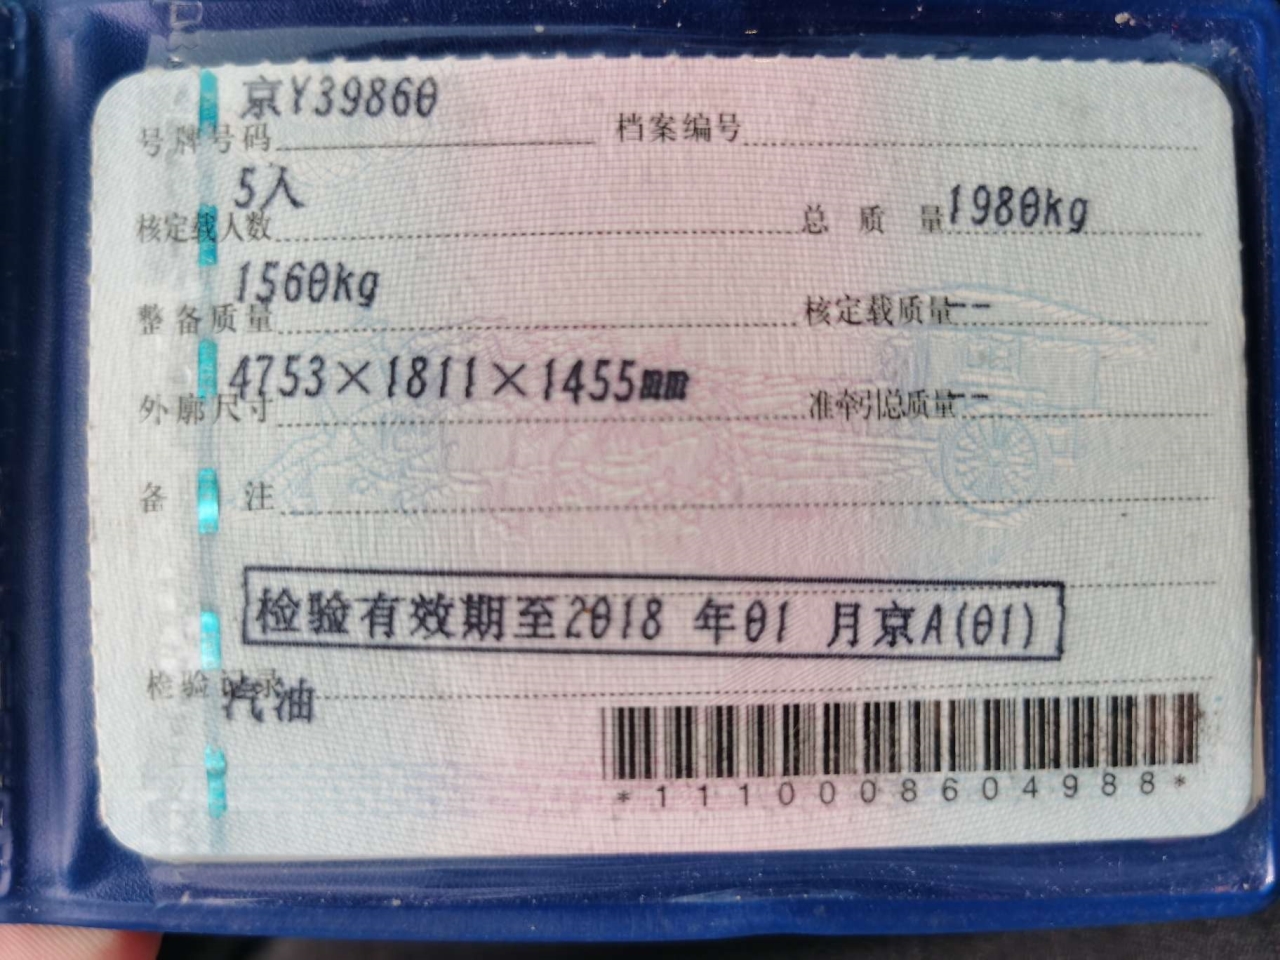 京Y39860
号牌号码 档案编号
5人 1980kg
核定载人数 总质量
1560kg
整备质量 核定载质量--
4753×1811×1455mm
外廓尺寸 准牵引总质量--
备注
检验有效期至2018 年01 月京A(01)
检验记录
汽油
*1110008604988*